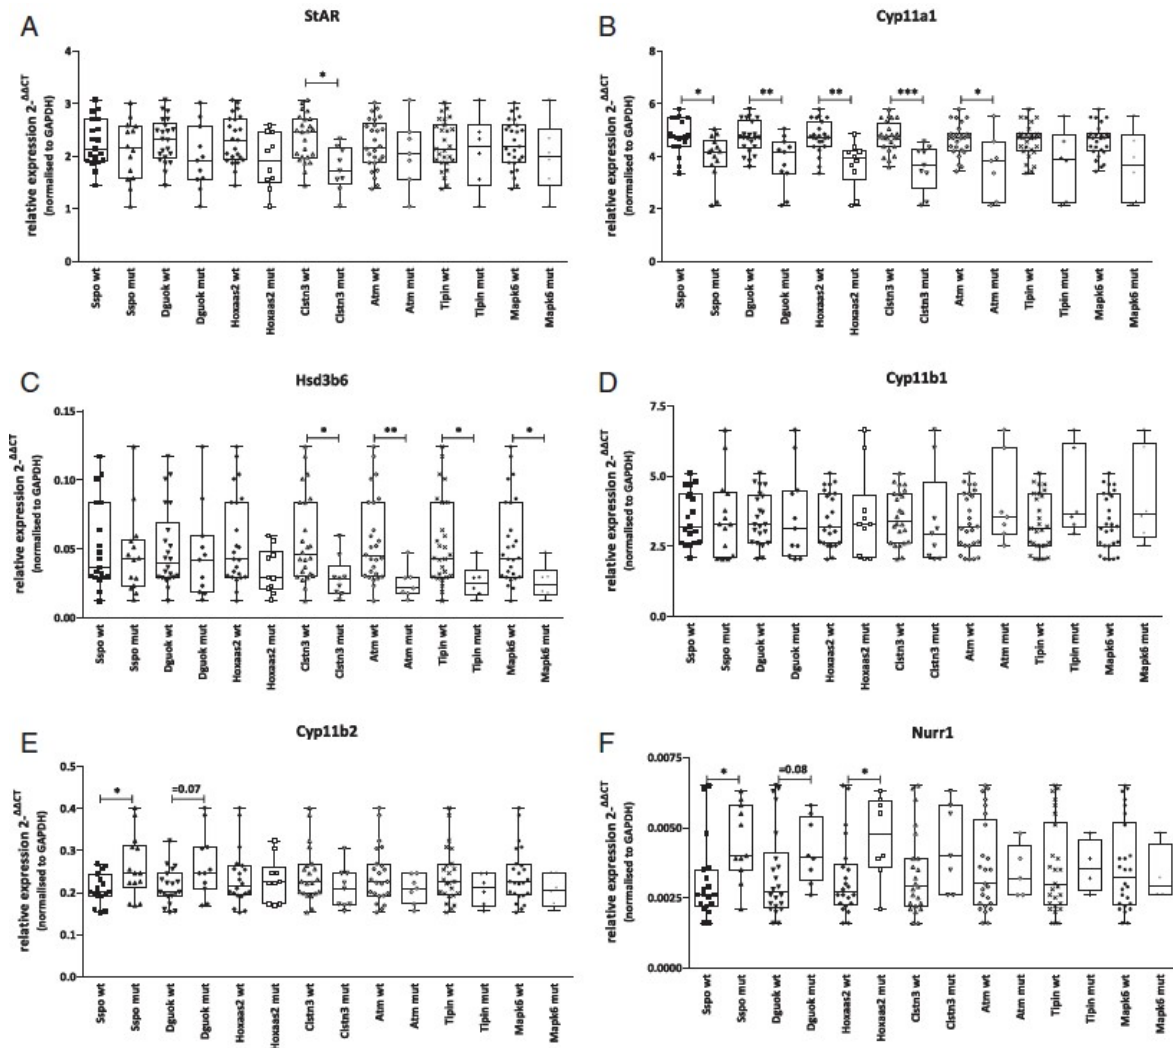 A
StAR
relative expression 2-ΔΔCT
(normalised to GAPDH)
4
3
2
1
0
*
Sspo wt
Sspo mut
Dguok wt
Dguok mut
Hoxaas2 wt
Hoxaas2 mut
Clstn3 wt
Clstn3 mut
Atm wt
Atm mut
Tipin wt
Tipin mut
Mapk6 wt
Mapk6 mut
B
Cyp11a1
relative expression 2-ΔΔCT
(normalised to GAPDH)
8
6
4
2
0
* ** ** *** *
Sspo wt
Sspo mut
Dguok wt
Dguok mut
Hoxaas2 wt
Hoxaas2 mut
Clstn3 wt
Clstn3 mut
Atm wt
Atm mut
Tipin wt
Tipin mut
Mapk6 wt
Mapk6 mut
C
Hsd3b6
relative expression 2-ΔΔCT
(normalised to GAPDH)
0.15
0.10
0.05
0.00
* ** * *
Sspo wt
Sspo mut
Dguok wt
Dguok mut
Hoxaas2 wt
Hoxaas2 mut
Clstn3 wt
Clstn3 mut
Atm wt
Atm mut
Tipin wt
Tipin mut
Mapk6 wt
Mapk6 mut
D
Cyp11b1
relative expression 2-ΔΔCT
(normalised to GAPDH)
7.5
5.0
2.5
0.0
Sspo wt
Sspo mut
Dguok wt
Dguok mut
Hoxaas2 wt
Hoxaas2 mut
Clstn3 wt
Clstn3 mut
Atm wt
Atm mut
Tipin wt
Tipin mut
Mapk6 wt
Mapk6 mut
E
Cyp11b2
relative expression 2-ΔΔCT
(normalised to GAPDH)
0.5
0.4
0.3
0.2
0.1
0.0
* =0.07
Sspo wt
Sspo mut
Dguok wt
Dguok mut
Hoxaas2 wt
Hoxaas2 mut
Clstn3 wt
Clstn3 mut
Atm wt
Atm mut
Tipin wt
Tipin mut
Mapk6 wt
Mapk6 mut
F
Nurr1
relative expression 2-ΔΔCT
(normalised to GAPDH)
0.0075
0.0050
0.0025
0.0000
* =0.08 *
Sspo wt
Sspo mut
Dguok wt
Dguok mut
Hoxaas2 wt
Hoxaas2 mut
Clstn3 wt
Clstn3 mut
Atm wt
Atm mut
Tipin wt
Tipin mut
Mapk6 wt
Mapk6 mut